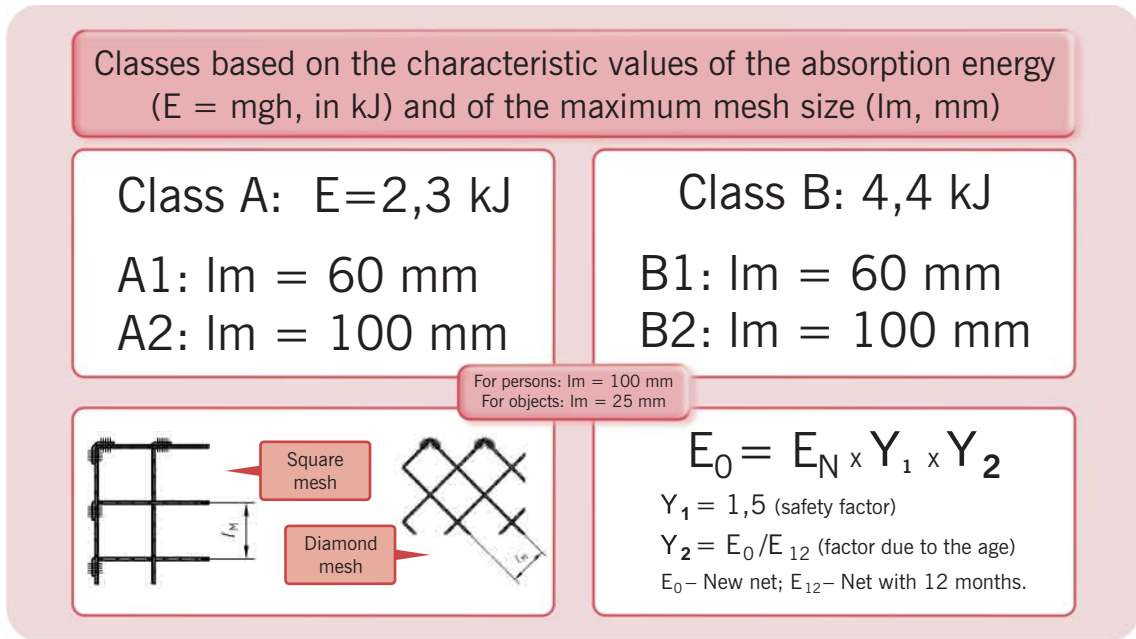 Classes based on the characteristic values of the absorption energy
(E = mgh, in kJ) and of the maximum mesh size (lm, mm)
Class A: E=2,3 kJ
A1: lm = 60 mm
A2: lm = 100 mm
Class B: 4,4 kJ
B1: lm = 60 mm
B2: lm = 100 mm
For persons: lm = 100 mm
For objects: lm = 25 mm
Square
mesh
lM
Diamond
mesh
E0 = EN x Y1 x Y2
Y1 = 1,5 (safety factor)
Y2 = E0/E12 (factor due to the age)
E0 – New net; E12 – Net with 12 months.